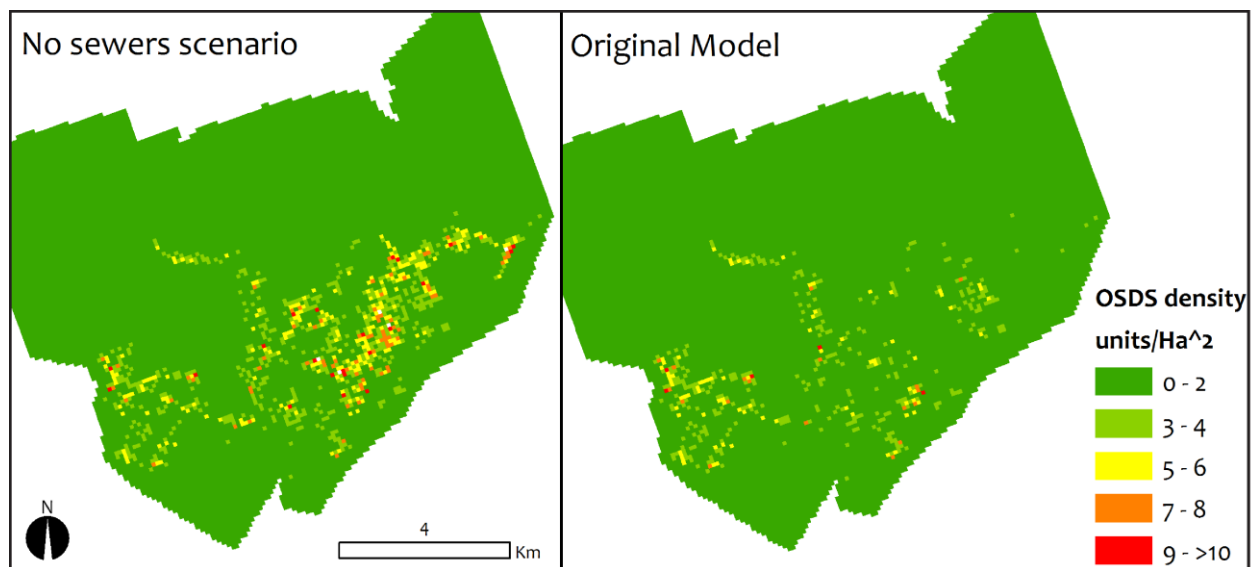 No sewers scenario
Original Model
OSDS density
units/Ha^2
0 - 2
3 - 4
5 - 6
7 - 8
9 - >10
N
4
Km